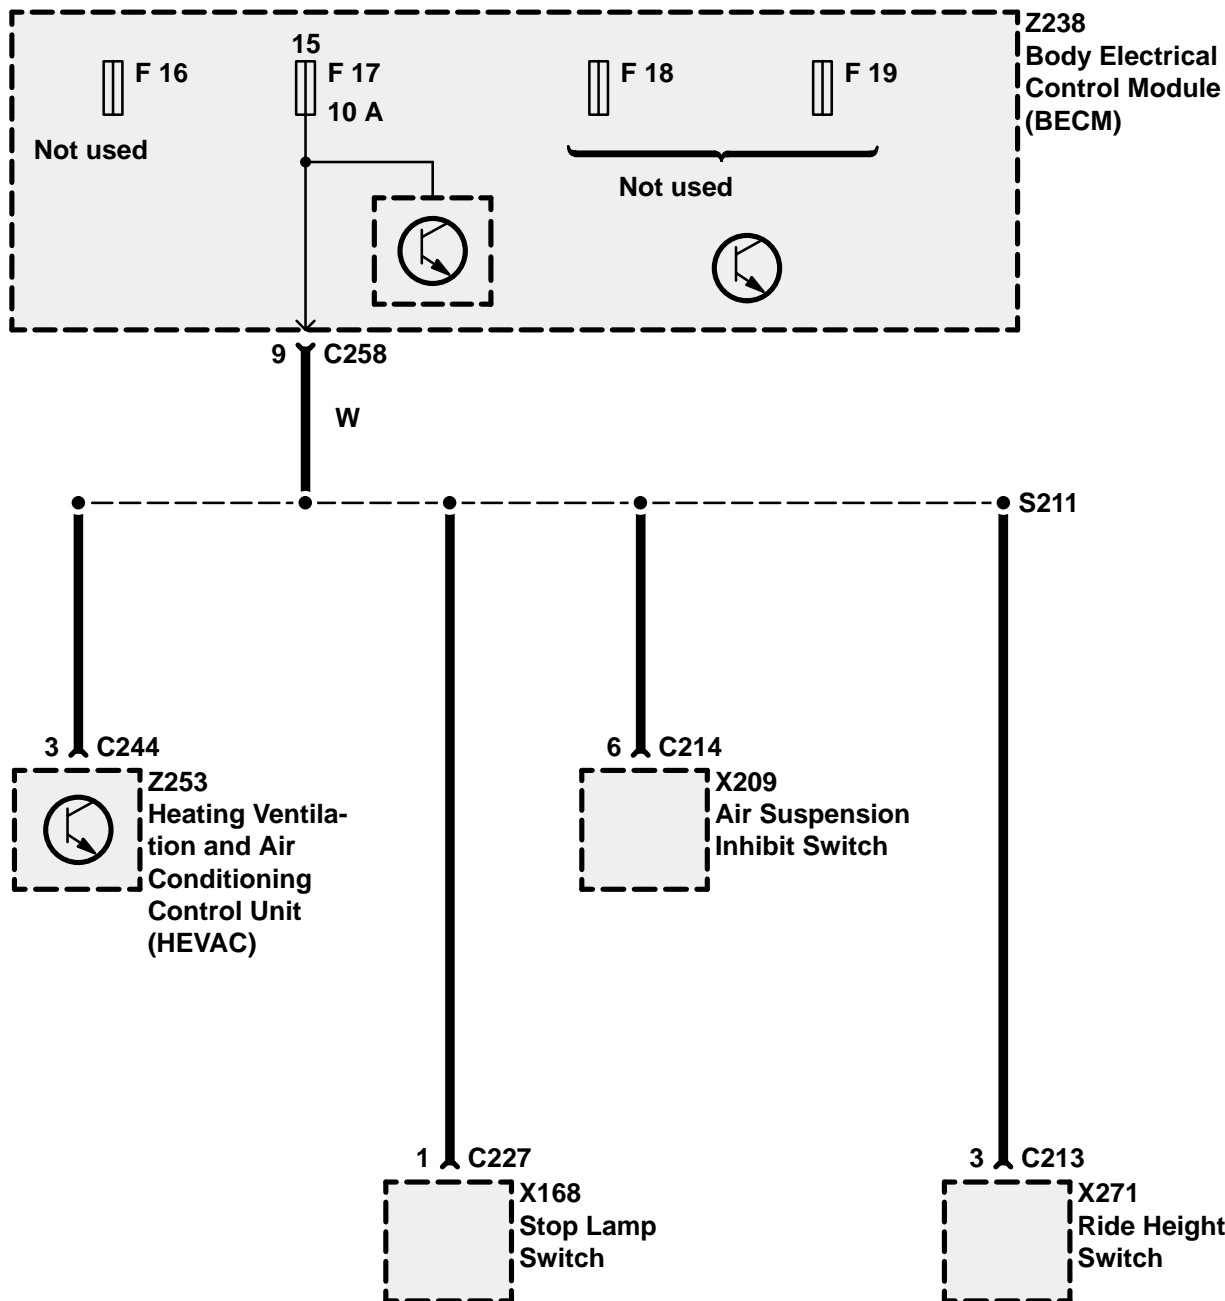 Z238
Body Electrical
Control Module
(BECM)
15
F 16
F 17
F 18
F 19
10 A
Not used
Not used
9 C258
W
S211
3 C244
Z253
Heating Ventila-
tion and Air
Conditioning
Control Unit
(HEVAC)
6 C214
X209
Air Suspension
Inhibit Switch
1 C227
X168
Stop Lamp
Switch
3 C213
X271
Ride Height
Switch